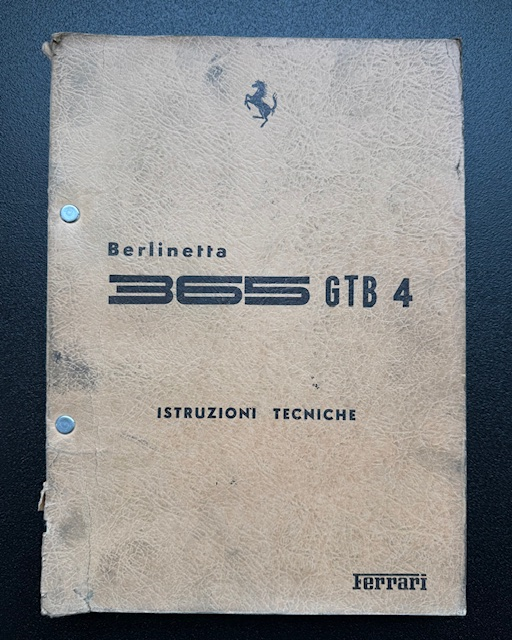 Berlinetta
365 GTB 4
ISTRUZIONI TECNICHE
Ferrari